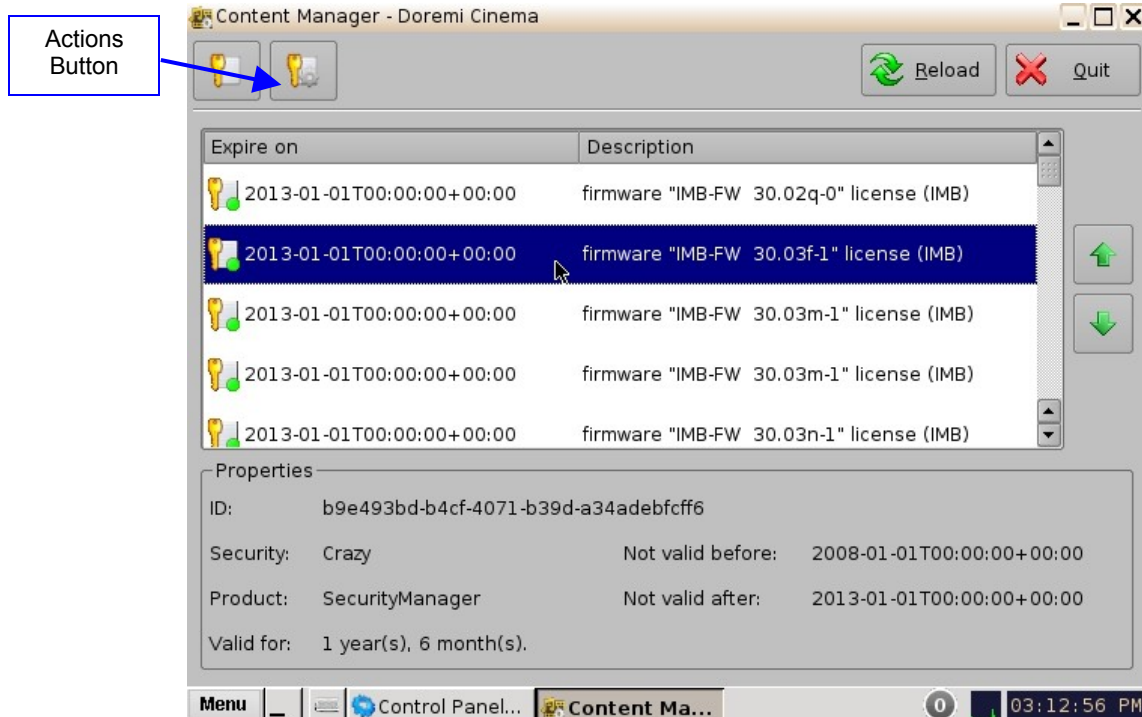 Actions
Button
Content Manager - Doremi Cinema
Reload
Quit
Expire on Description
2013-01-01T00:00:00+00:00 firmware "IMB-FW 30.02q-0" license (IMB)
2013-01-01T00:00:00+00:00 firmware "IMB-FW 30.03f-1" license (IMB)
2013-01-01T00:00:00+00:00 firmware "IMB-FW 30.03m-1" license (IMB)
2013-01-01T00:00:00+00:00 firmware "IMB-FW 30.03m-1" license (IMB)
2013-01-01T00:00:00+00:00 firmware "IMB-FW 30.03n-1" license (IMB)
Properties
ID: b9e493bd-b4cf-4071-b39d-a34adebfcff6
Security: Crazy Not valid before: 2008-01-01T00:00:00+00:00
Product: SecurityManager Not valid after: 2013-01-01T00:00:00+00:00
Valid for: 1 year(s), 6 month(s).
Menu Control Panel... Content Ma... 0 03:12:56 PM